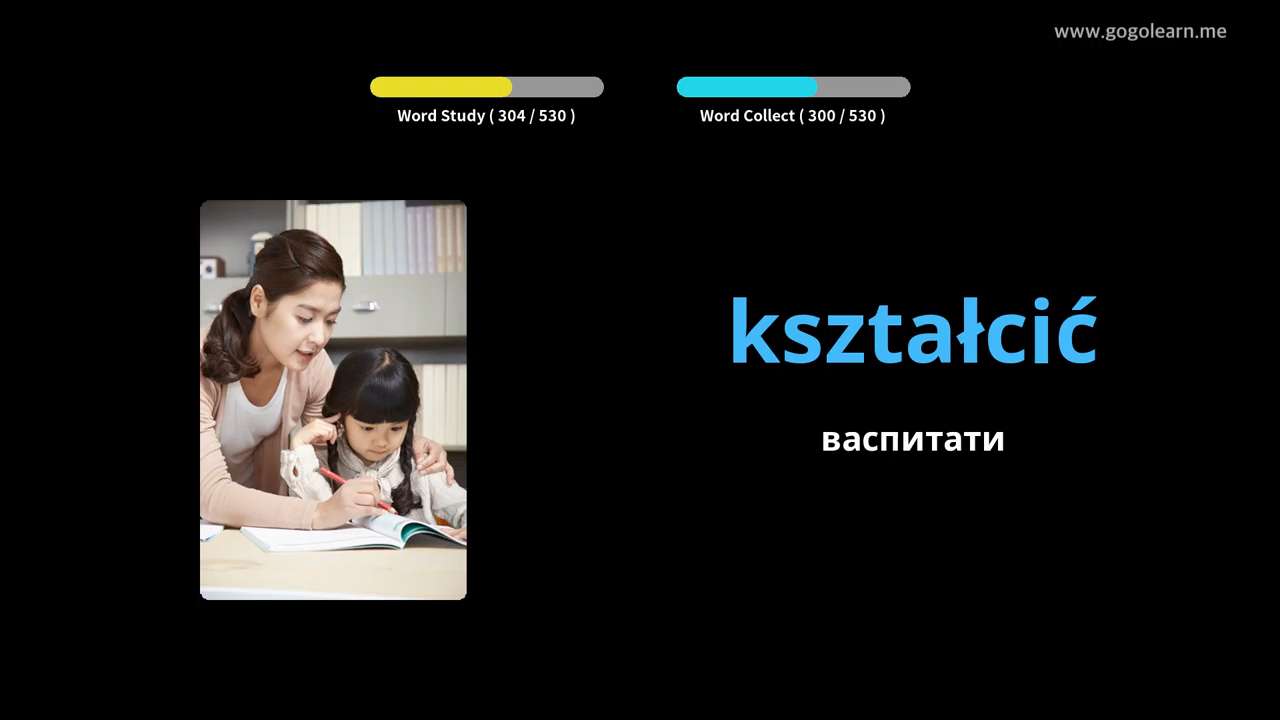 www.gogolearn.me
Word Study ( 304 / 530 )
Word Collect ( 300 / 530 )
kształcić
васпитати